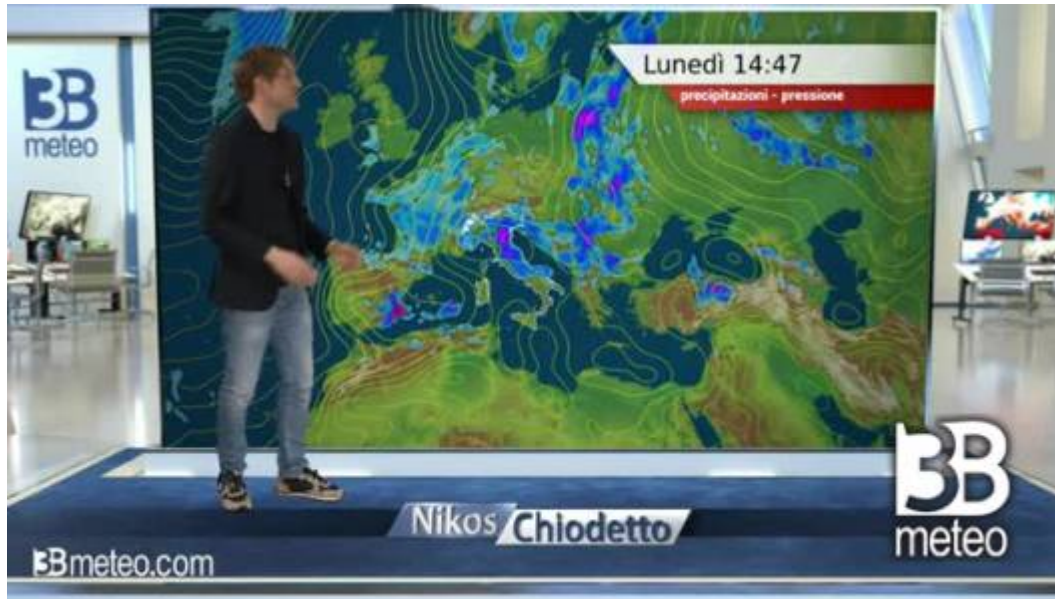 3B
meteo
Lunedì 14:47
precipitazioni - pressione
Nikos Chiodetto
3B
meteo
3Bmeteo.com